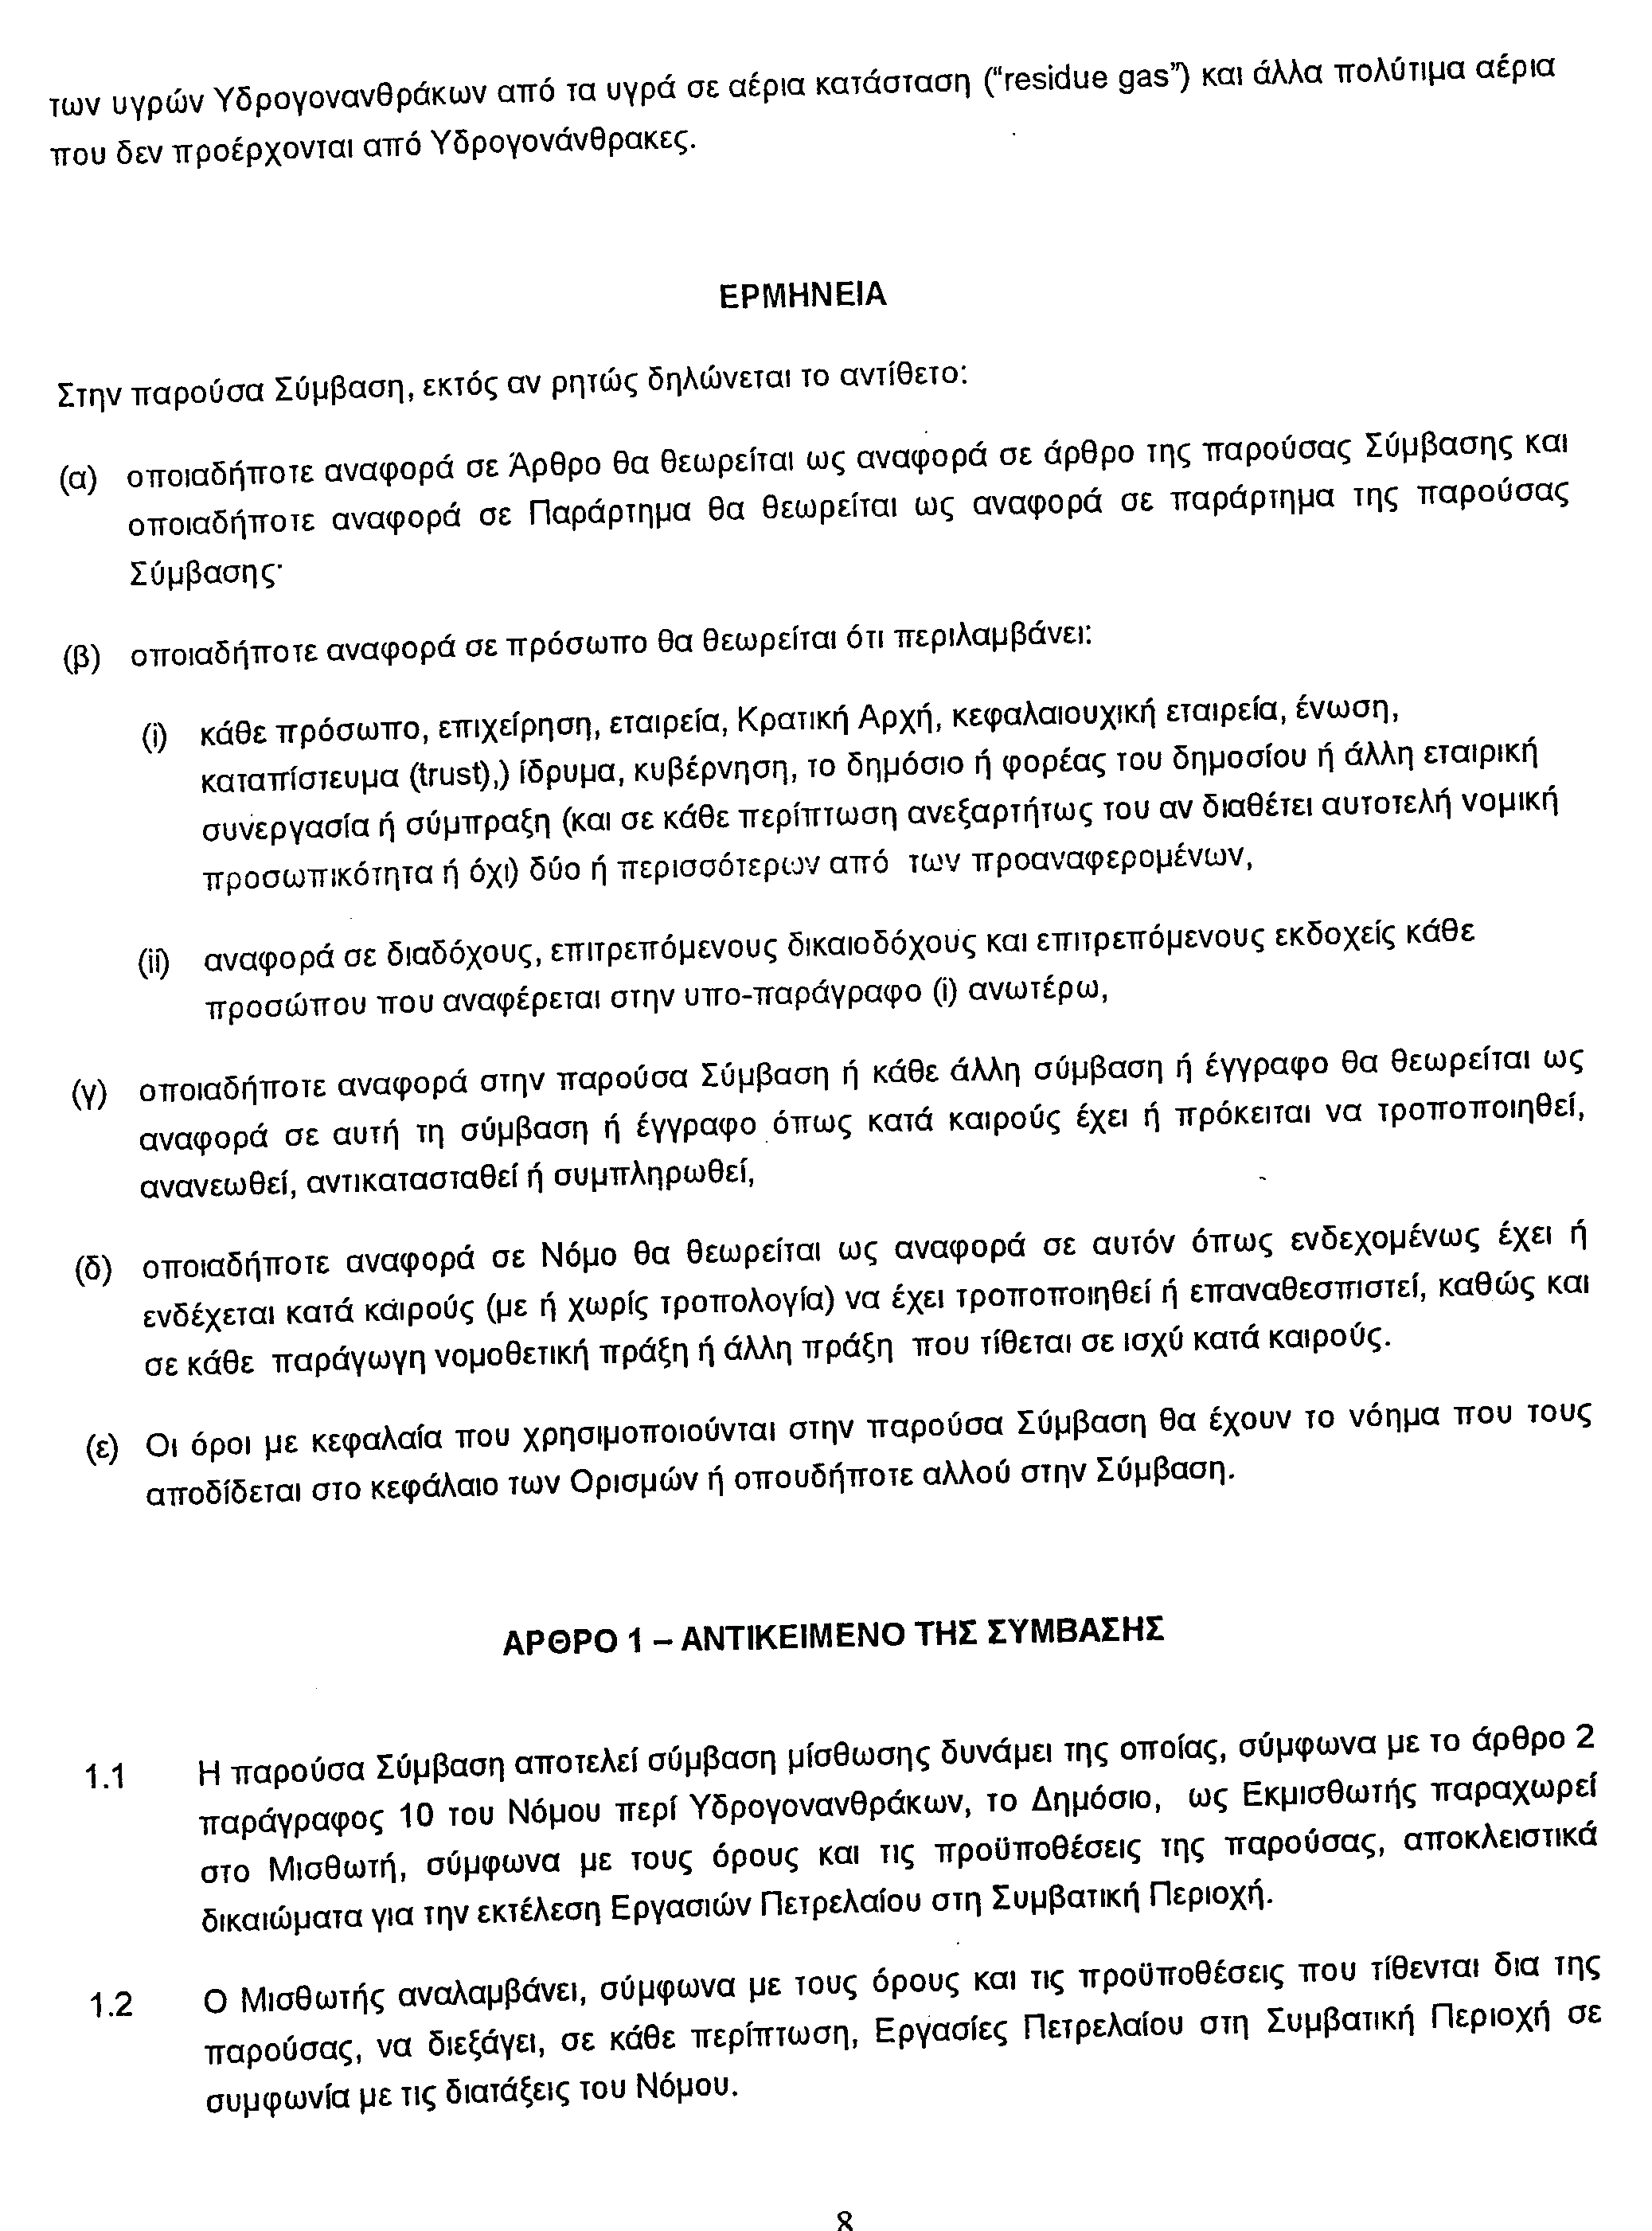 των υγρών Υδρογονανθράκων από τα υγρά σε αέρια κατάσταση (“residue gas”) και άλλα πολύτιμα αέρια
που δεν προέρχονται από Υδρογονάνθρακες.
ΕΡΜΗΝΕΙΑ
Στην παρούσα Σύμβαση, εκτός αν ρητώς δηλώνεται το αντίθετο:
(α) οποιαδήποτε αναφορά σε Άρθρο θα θεωρείται ως αναφορά σε άρθρο της παρούσας Σύμβασης και
οποιαδήποτε αναφορά σε Παράρτημα θα θεωρείται ως αναφορά σε παράρτημα της παρούσας
Σύμβασης·
(β) οποιαδήποτε αναφορά σε πρόσωπο θα θεωρείται ότι περιλαμβάνει:
(i) κάθε πρόσωπο, επιχείρηση, εταιρεία, Κρατική Αρχή, κεφαλαιουχική εταιρεία, ένωση,
καταπίστευμα (trust),) ίδρυμα, κυβέρνηση, το δημόσιο ή φορέας του δημοσίου ή άλλη εταιρική
συνεργασία ή σύμπραξη (και σε κάθε περίπτωση ανεξαρτήτως του αν διαθέτει αυτοτελή νομική
προσωπικότητα ή όχι) δύο ή περισσότερων από των προαναφερομένων,
(ii) αναφορά σε διαδόχους, επιτρεπόμενους δικαιοδόχους και επιτρεπόμενους εκδοχείς κάθε
προσώπου που αναφέρεται στην υπο-παράγραφο (i) ανωτέρω,
(γ) οποιαδήποτε αναφορά στην παρούσα Σύμβαση ή κάθε άλλη σύμβαση ή έγγραφο θα θεωρείται ως
αναφορά σε αυτή τη σύμβαση ή έγγραφο όπως κατά καιρούς έχει ή πρόκειται να τροποποιηθεί,
ανανεωθεί, αντικατασταθεί ή συμπληρωθεί,
(δ) οποιαδήποτε αναφορά σε Νόμο θα θεωρείται ως αναφορά σε αυτόν όπως ενδεχομένως έχει ή
ενδέχεται κατά καιρούς (με ή χωρίς τροπολογία) να έχει τροποποιηθεί ή επαναθεσπιστεί, καθώς και
σε κάθε παράγωγη νομοθετική πράξη ή άλλη πράξη που τίθεται σε ισχύ κατά καιρούς.
(ε) Οι όροι με κεφαλαία που χρησιμοποιούνται στην παρούσα Σύμβαση θα έχουν το νόημα που τους
αποδίδεται στο κεφάλαιο των Ορισμών ή οπουδήποτε αλλού στην Σύμβαση.
ΑΡΘΡΟ 1 – ΑΝΤΙΚΕΙΜΕΝΟ ΤΗΣ ΣΥΜΒΑΣΗΣ
1.1 Η παρούσα Σύμβαση αποτελεί σύμβαση μίσθωσης δυνάμει της οποίας, σύμφωνα με το άρθρο 2
παράγραφος 10 του Νόμου περί Υδρογονανθράκων, το Δημόσιο, ως Εκμισθωτής παραχωρεί
στο Μισθωτή, σύμφωνα με τους όρους και τις προϋποθέσεις της παρούσας, αποκλειστικά
δικαιώματα για την εκτέλεση Εργασιών Πετρελαίου στη Συμβατική Περιοχή.
1.2 Ο Μισθωτής αναλαμβάνει, σύμφωνα με τους όρους και τις προϋποθέσεις που τίθενται δια της
παρούσας, να διεξάγει, σε κάθε περίπτωση, Εργασίες Πετρελαίου στη Συμβατική Περιοχή σε
συμφωνία με τις διατάξεις του Νόμου.
8